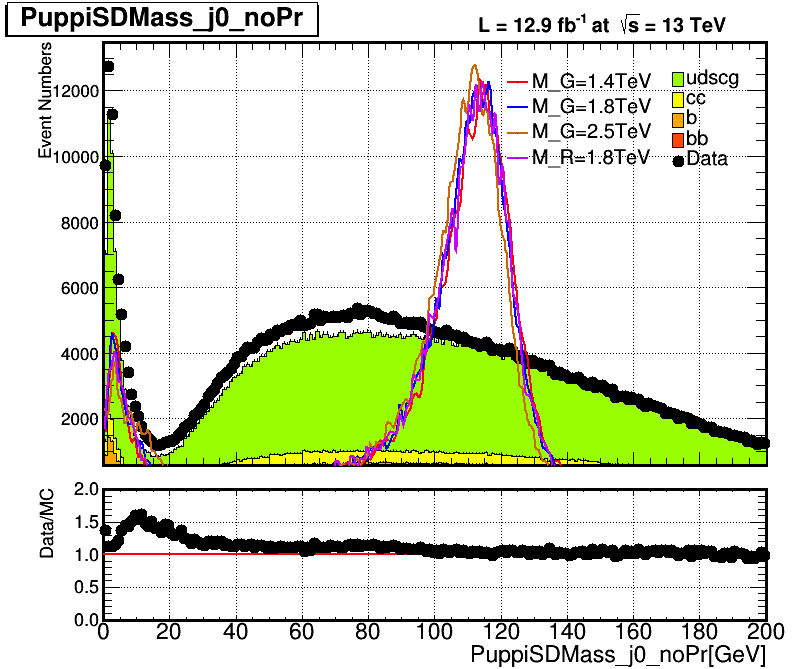 PuppiSDMass_j0_noPr
L = 12.9 fb⁻¹ at √s = 13 TeV
Event Numbers
12000
10000
8000
6000
4000
2000
M_G=1.4TeV
M_G=1.8TeV
M_G=2.5TeV
M_R=1.8TeV
udscg
cc
b
bb
Data
Data/MC
2.0
1.5
1.0
0.5
0.0
0 20 40 60 80 100 120 140 160 180 200
PuppiSDMass_j0_noPr[GeV]